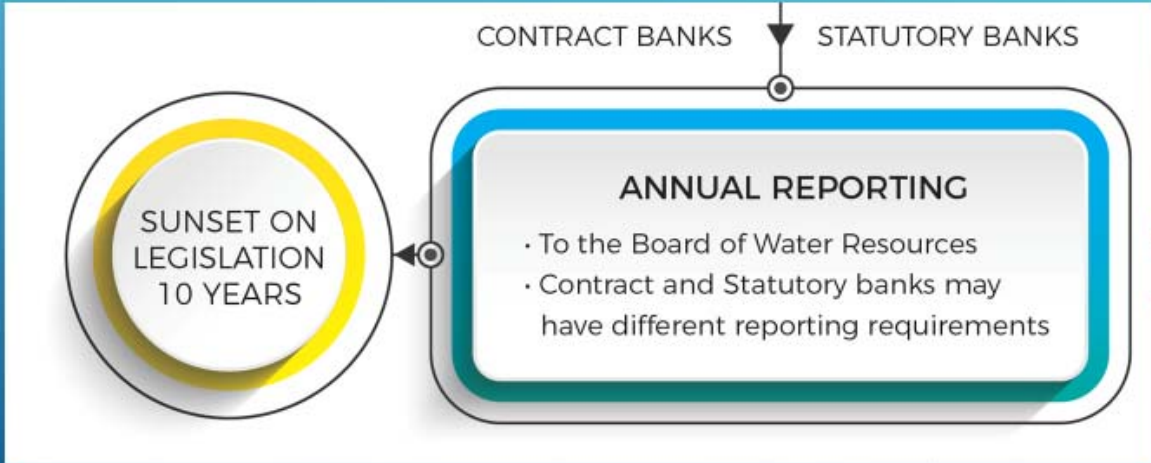 CONTRACT BANKS
STATUTORY BANKS
ANNUAL REPORTING
· To the Board of Water Resources
· Contract and Statutory banks may
have different reporting requirements
SUNSET ON
LEGISLATION
10 YEARS